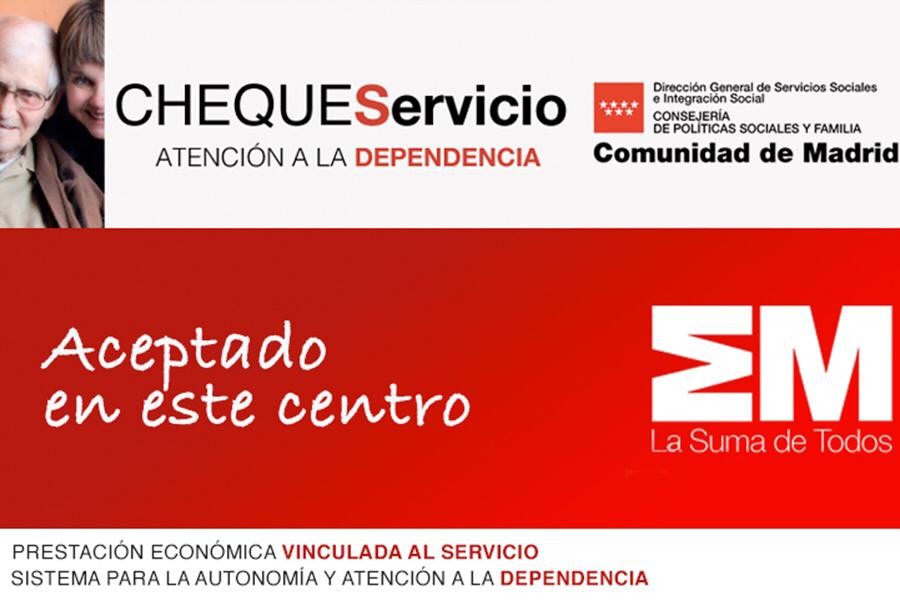 CHEQUEServicio
ATENCIÓN A LA DEPENDENCIA
Dirección General de Servicios Sociales
e Integración Social
CONSEJERÍA
DE POLÍTICAS SOCIALES Y FAMILIA
Comunidad de Madrid
Aceptado
en este centro
ΣM
La Suma de Todos
PRESTACIÓN ECONÓMICA VINCULADA AL SERVICIO
SISTEMA PARA LA AUTONOMÍA Y ATENCIÓN A LA DEPENDENCIA